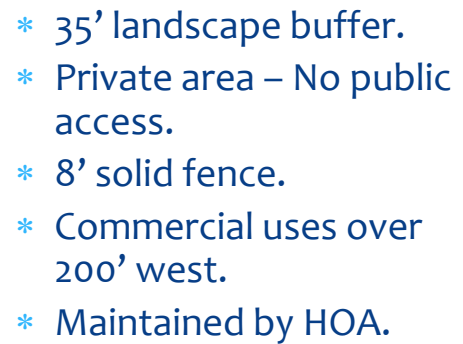 * 35’ landscape buffer.
* Private area – No public
access.
* 8’ solid fence.
* Commercial uses over
200’ west.
* Maintained by HOA.